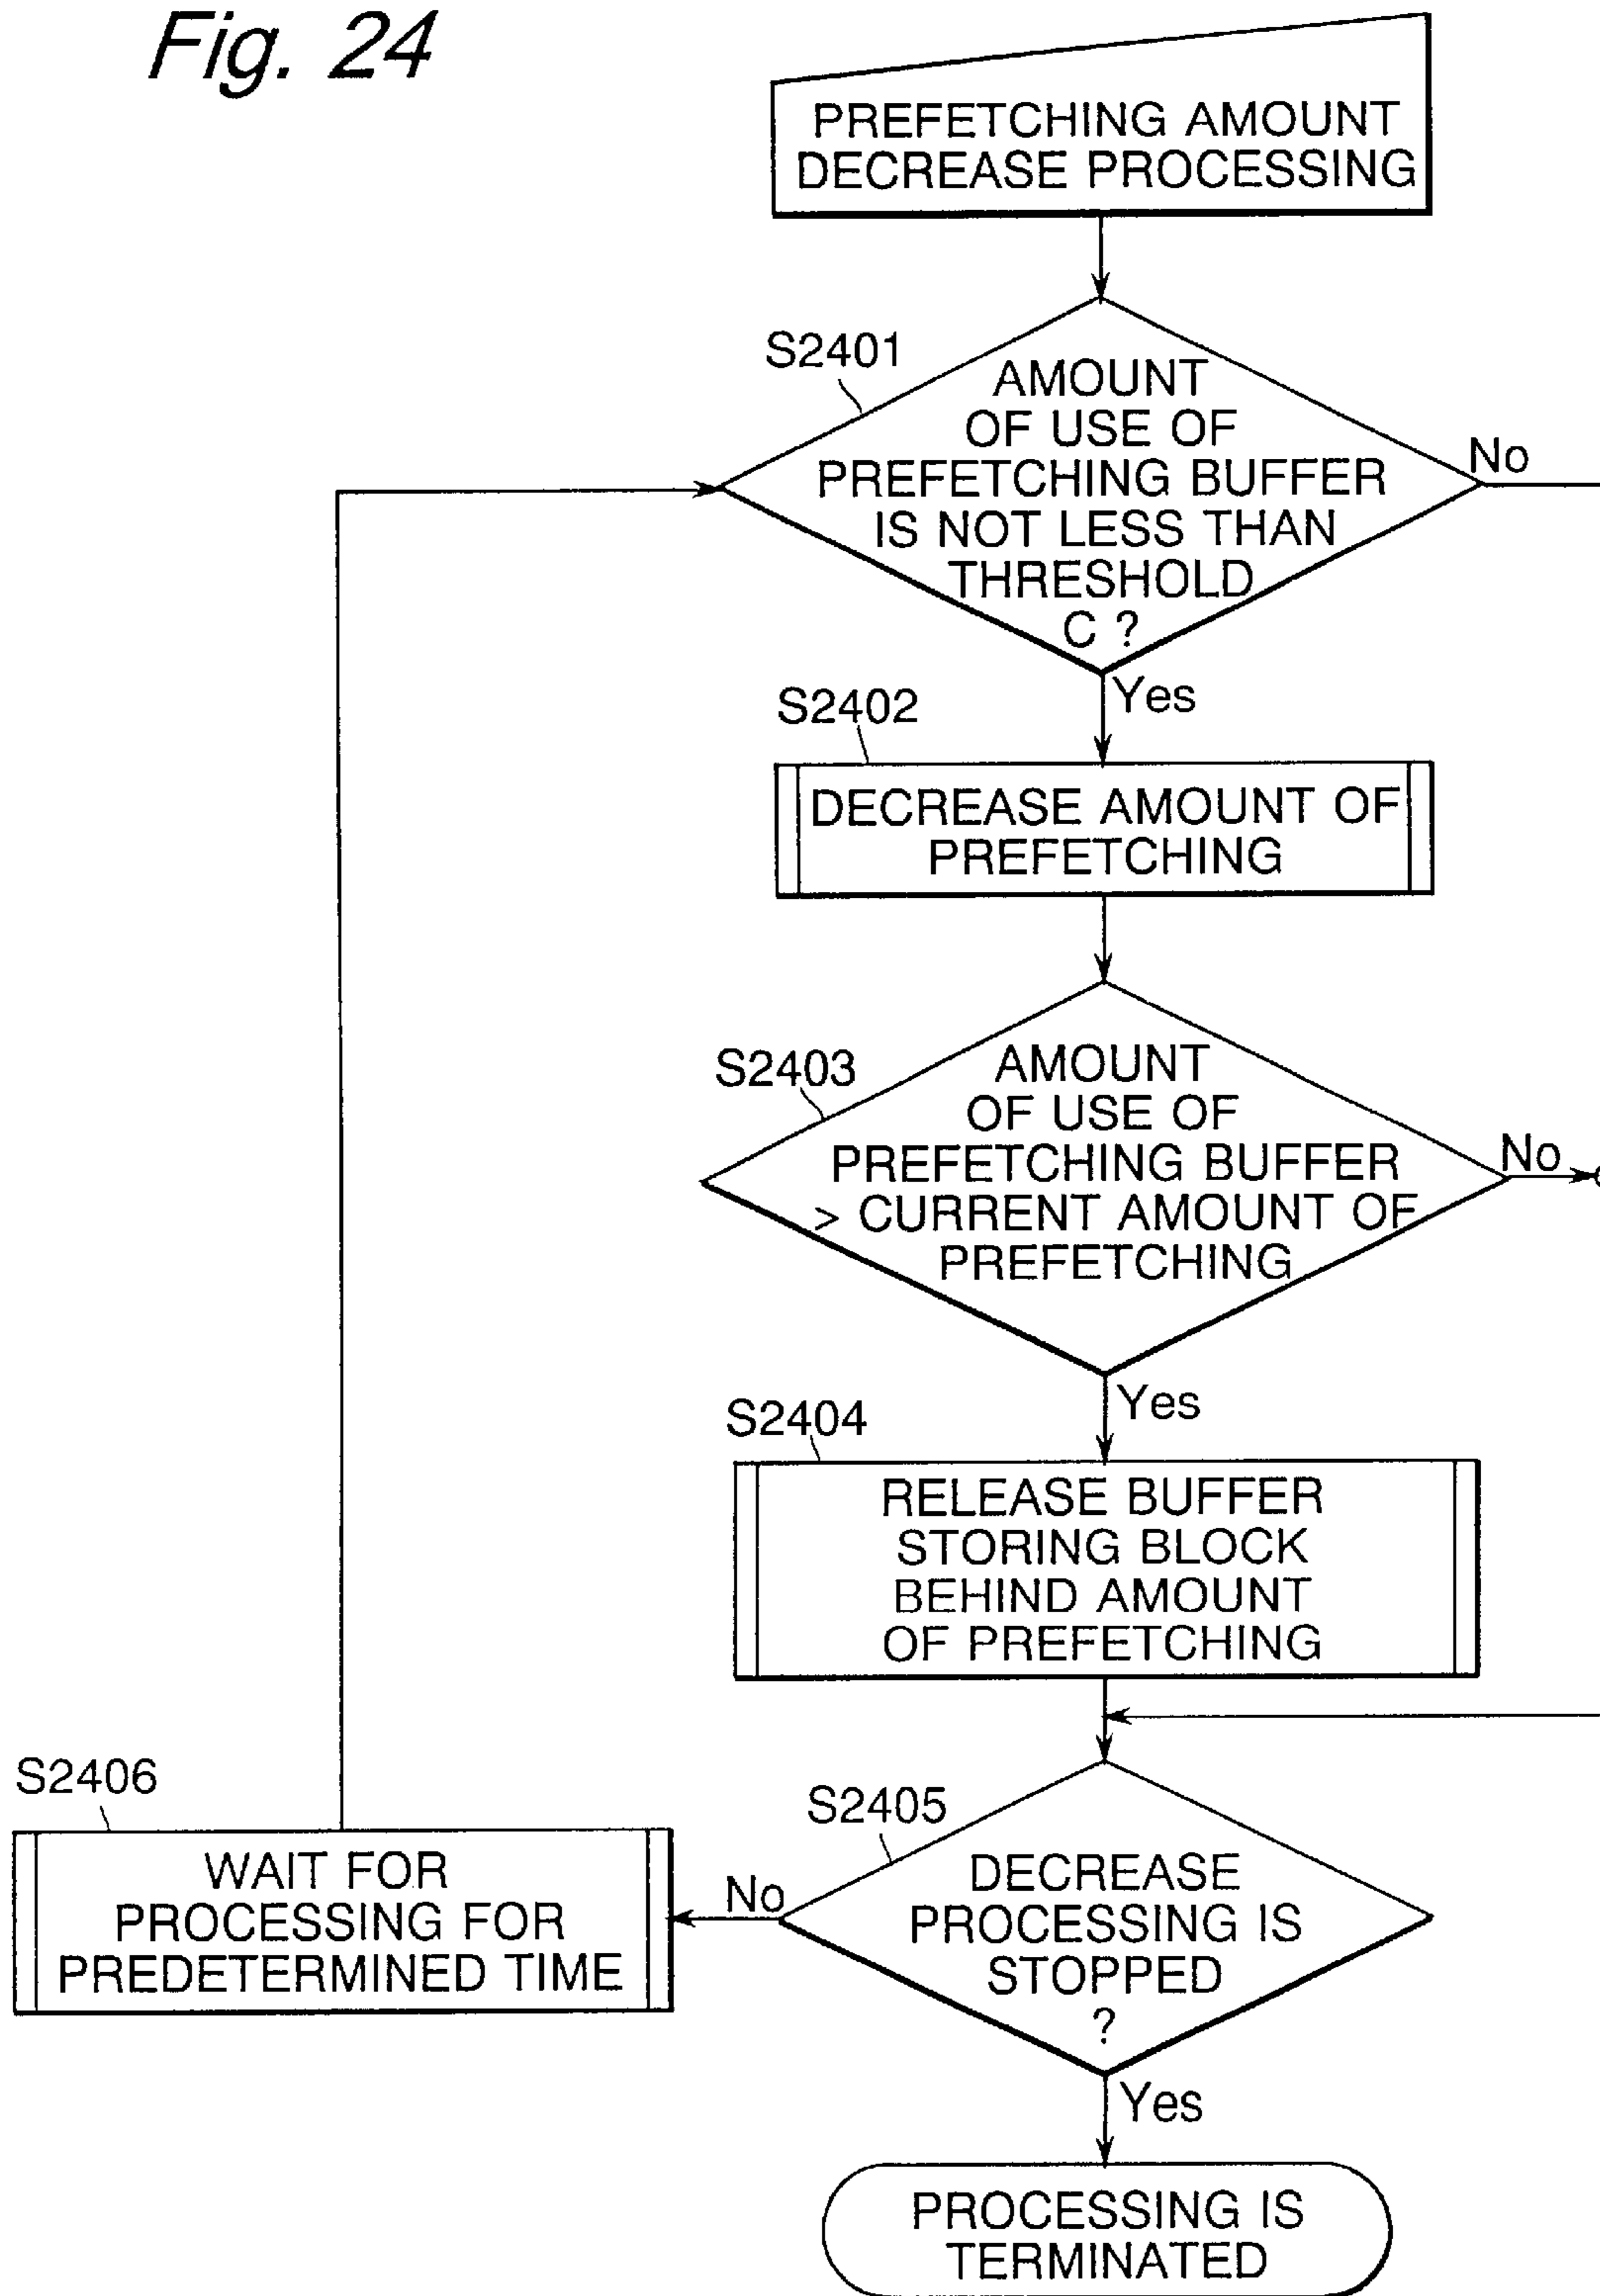 Fig. 24
PREFETCHING AMOUNT
DECREASE PROCESSING
S2401
AMOUNT
OF USE OF
PREFETCHING BUFFER
IS NOT LESS THAN
THRESHOLD
C ?
No
Yes
S2402
DECREASE AMOUNT OF
PREFETCHING
S2403
AMOUNT
OF USE OF
PREFETCHING BUFFER
> CURRENT AMOUNT OF
PREFETCHING
No
Yes
S2404
RELEASE BUFFER
STORING BLOCK
BEHIND AMOUNT
OF PREFETCHING
S2406
WAIT FOR
PROCESSING FOR
PREDETERMINED TIME
S2405
No
DECREASE
PROCESSING IS
STOPPED
?
Yes
PROCESSING IS
TERMINATED